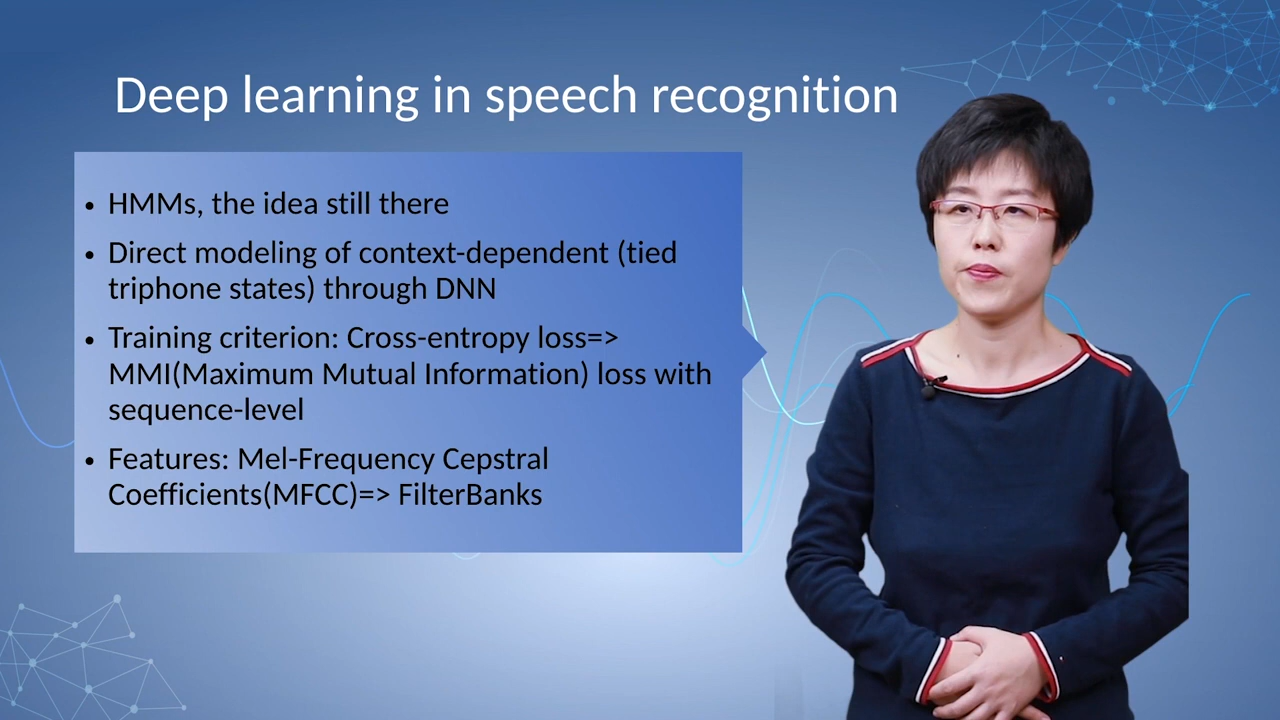 Deep learning in speech recognition
• HMMs, the idea still there
• Direct modeling of context-dependent (tied
triphone states) through DNN
• Training criterion: Cross-entropy loss=>
MMI(Maximum Mutual Information) loss with
sequence-level
• Features: Mel-Frequency Cepstral
Coefficients(MFCC)=> FilterBanks